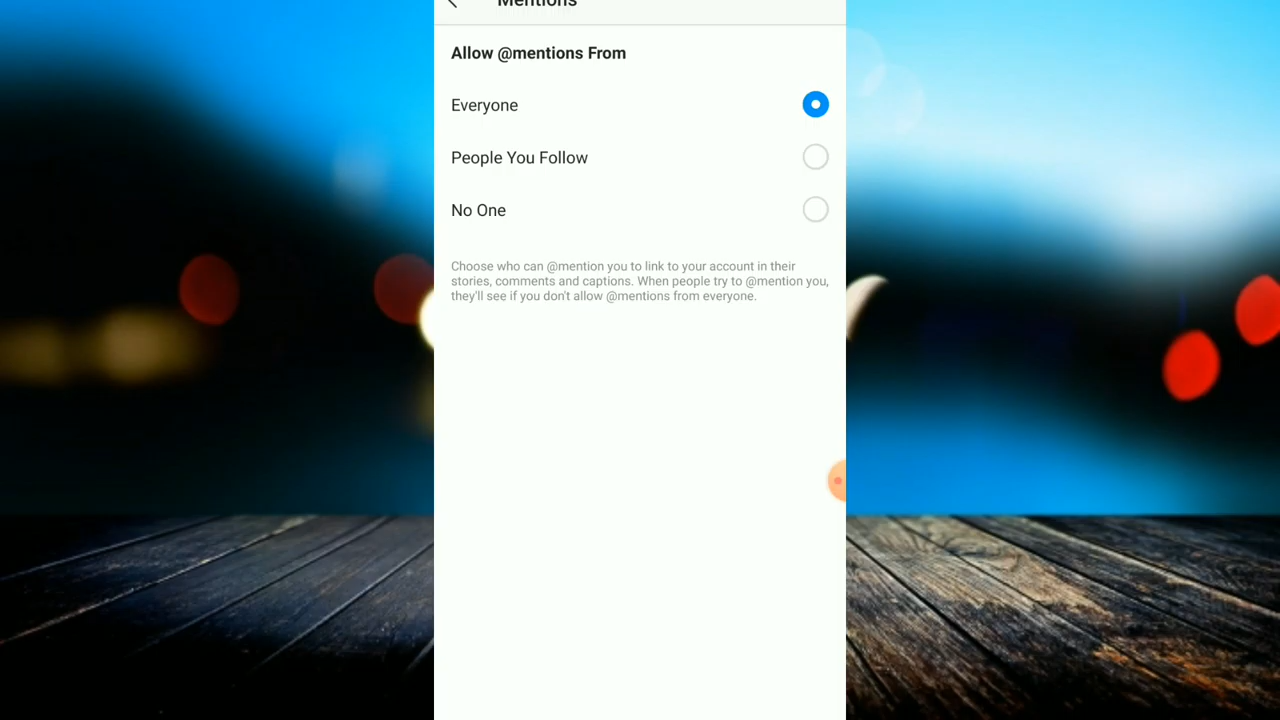 Mentions
Allow @mentions From
Everyone
People You Follow
No One
Choose who can @mention you to link to your account in their
stories, comments and captions. When people try to @mention you,
they'll see if you don't allow @mentions from everyone.